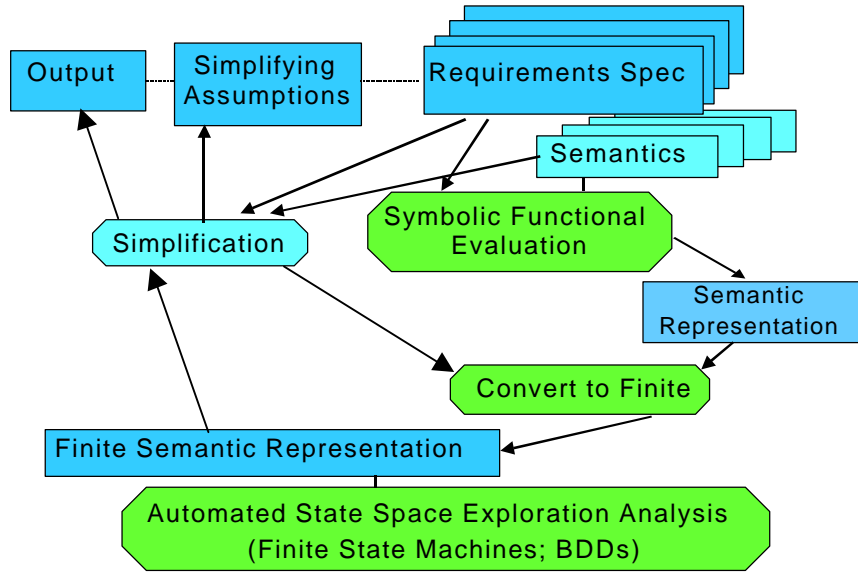 Output
Simplifying
Assumptions
Requirements Spec
Semantics
Symbolic Functional
Evaluation
Simplification
Semantic
Representation
Convert to Finite
Finite Semantic Representation
Automated State Space Exploration Analysis
(Finite State Machines; BDDs)